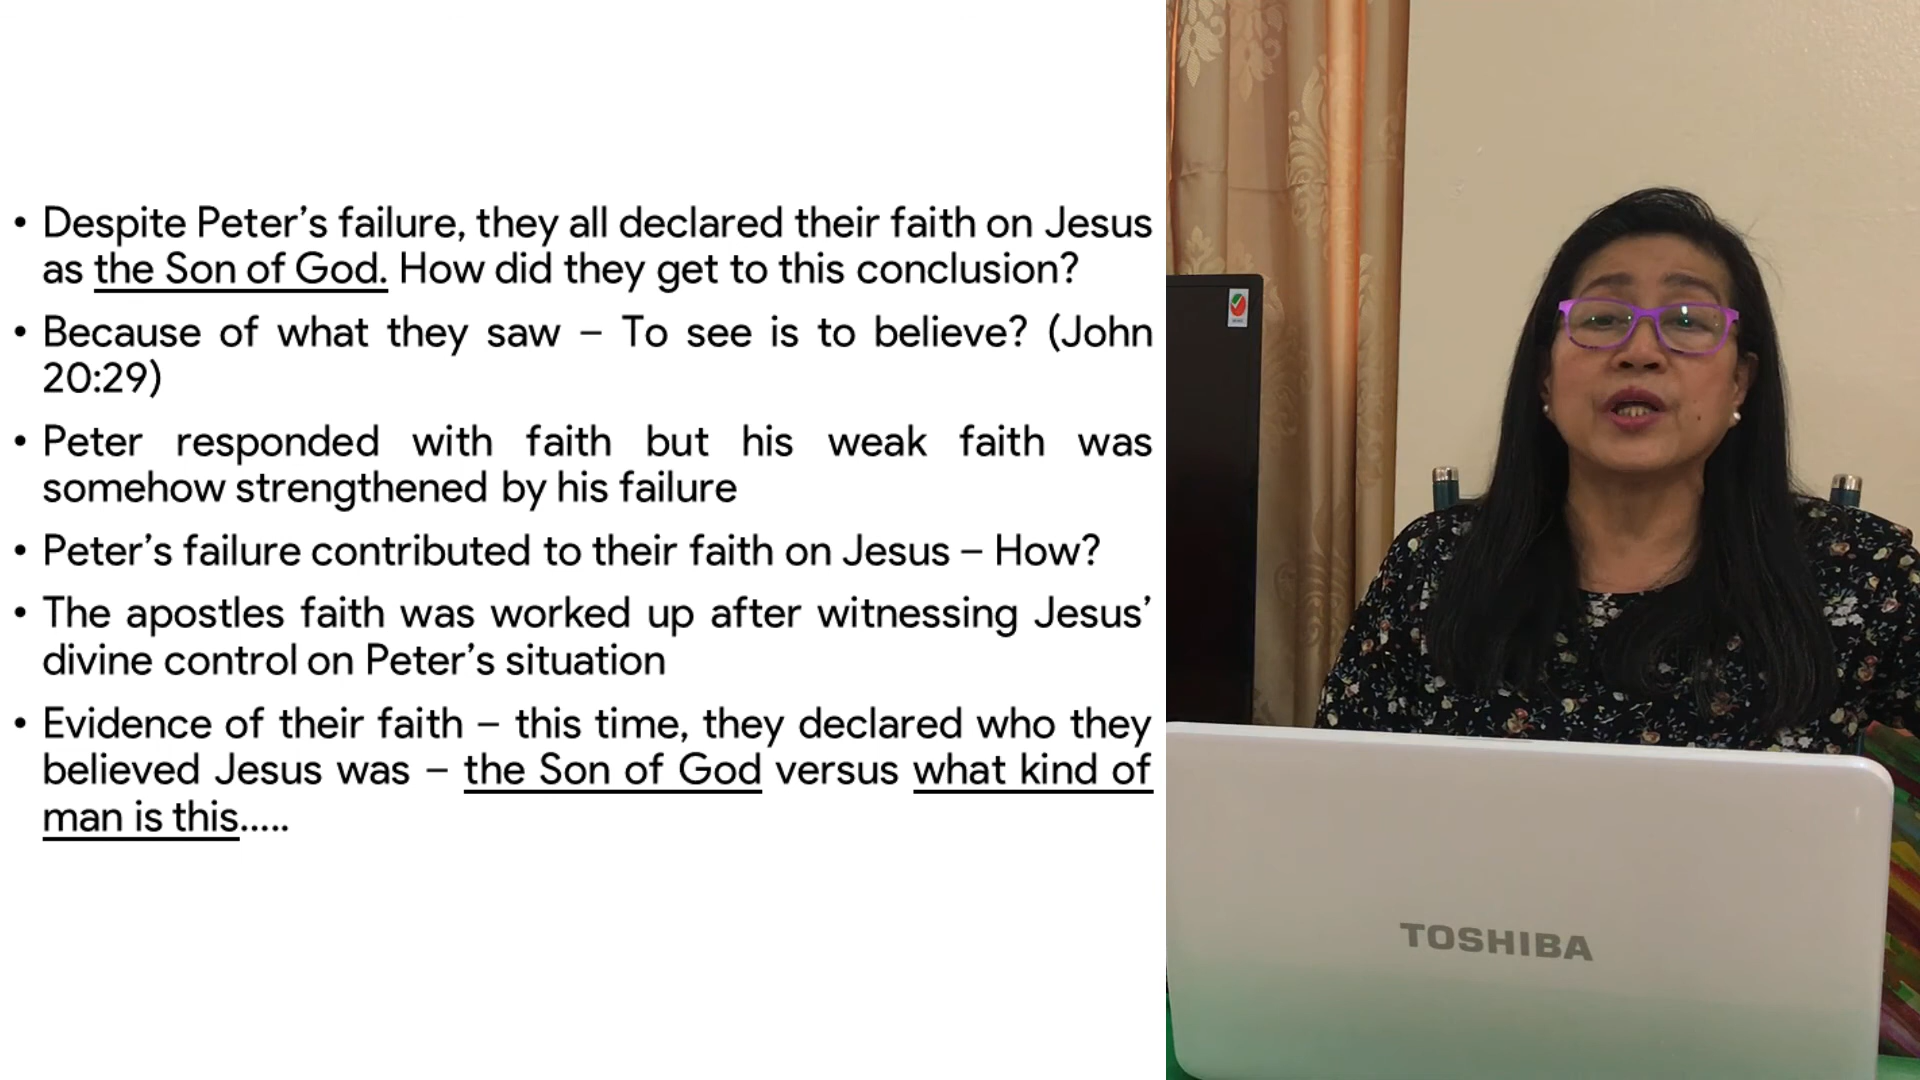 • Despite Peter’s failure, they all declared their faith on Jesus
as the Son of God. How did they get to this conclusion?
• Because of what they saw – To see is to believe? (John
20:29)
• Peter responded with faith but his weak faith was
somehow strengthened by his failure
• Peter’s failure contributed to their faith on Jesus – How?
• The apostles faith was worked up after witnessing Jesus’
divine control on Peter’s situation
• Evidence of their faith – this time, they declared who they
believed Jesus was – the Son of God versus what kind of
man is this.....
TOSHIBA